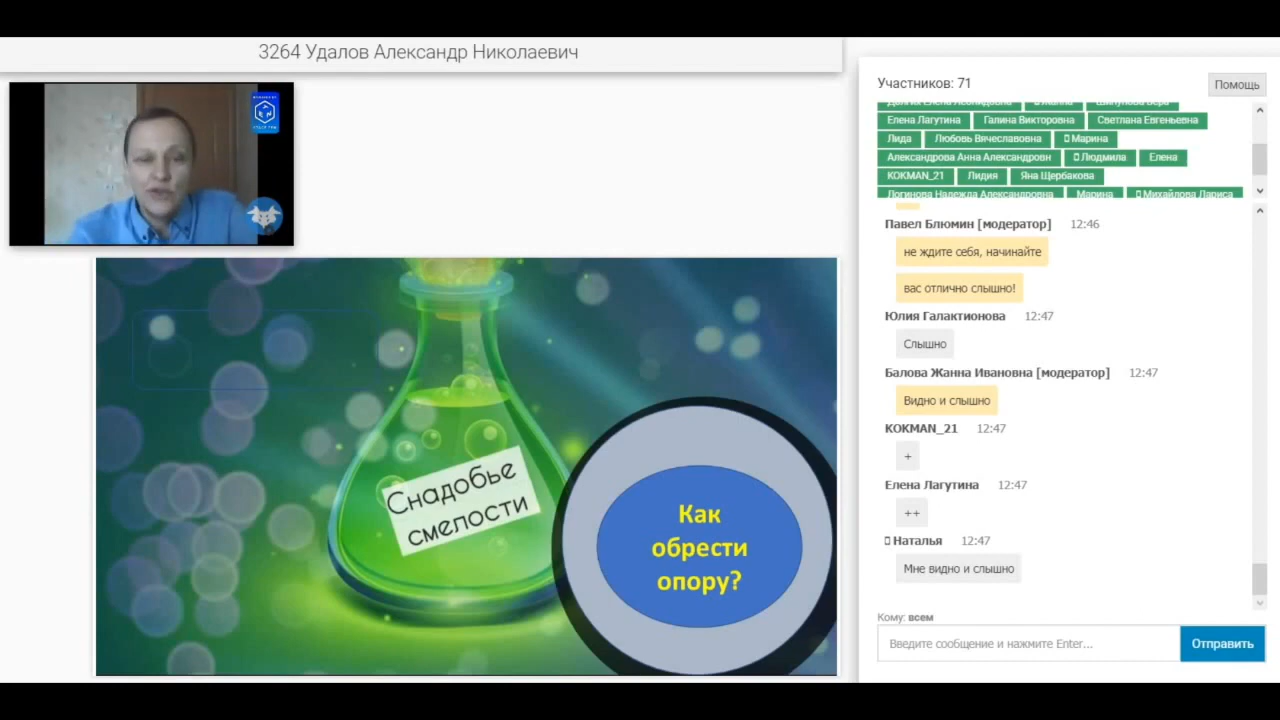 3264 Удалов Александр Николаевич
Участников: 71
Помощь
Елена Лагутина
Галина Викторовна
Светлана Евгеньевна
Лида
Любовь Вячеславовна
Марина
Александрова Анна Александровн
Людмила
Елена
KOKMAN_21
Лидия
Яна Щербакова
Логинова Надежда Александровна
Марина
Михайлова Лариса
Павел Блюмин [модератор] 12:46
не ждите себя, начинайте
вас отлично слышно!
Юлия Галактионова 12:47
Слышно
Балова Жанна Ивановна [модератор] 12:47
Видно и слышно
KOKMAN_21 12:47
+
Елена Лагутина 12:47
++
Наталья 12:47
Мне видно и слышно
Кому: всем
Введите сообщение и нажмите Enter...
Отправить
Снадобье
смелости
Как
обрести
опору?